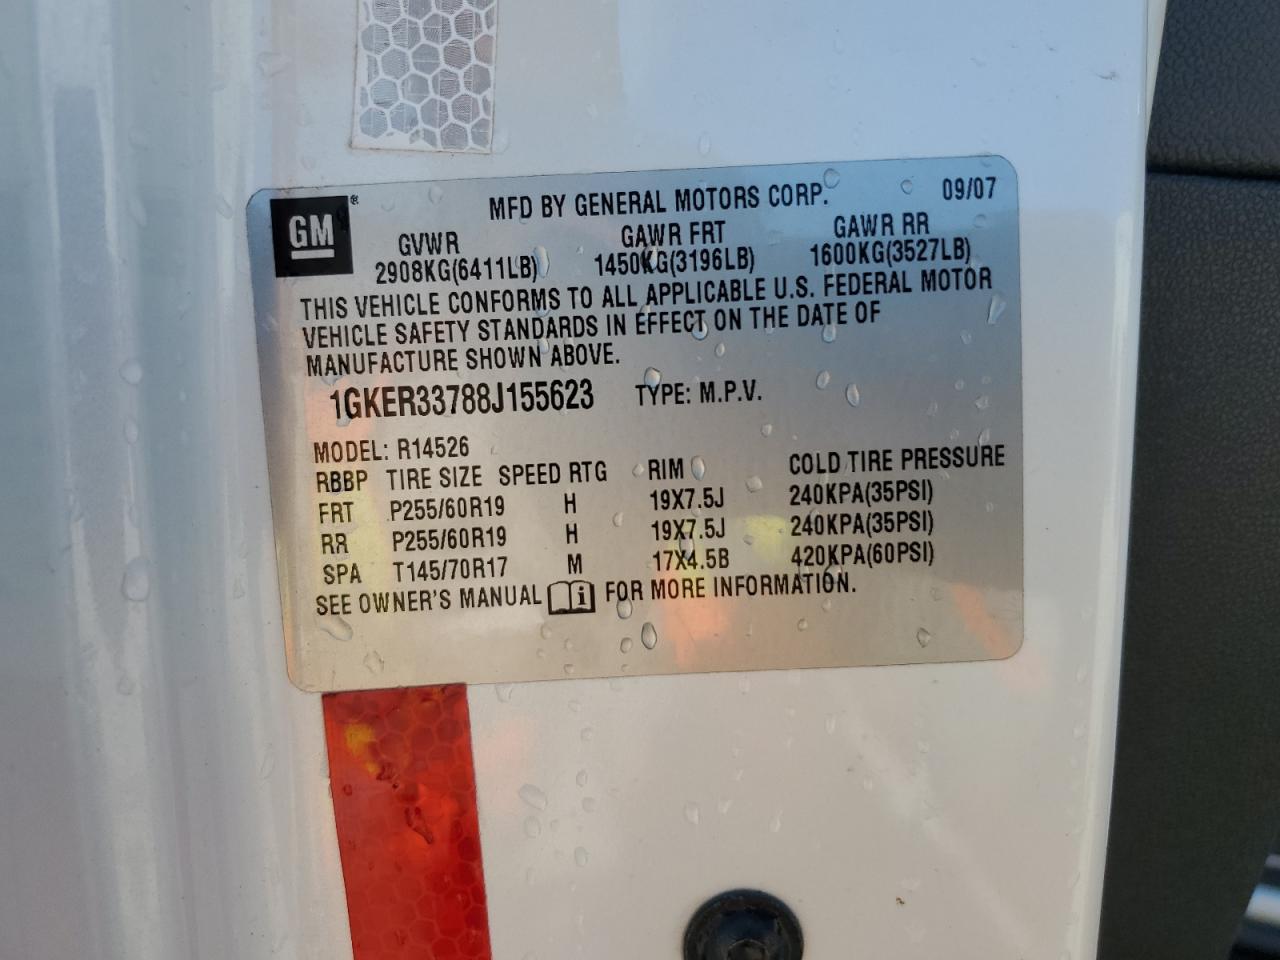 GM ® MFD BY GENERAL MOTORS CORP. 09/07
GVWR GAWR FRT GAWR RR
2908KG(6411LB) 1450KG(3196LB) 1600KG(3527LB)
THIS VEHICLE CONFORMS TO ALL APPLICABLE U.S. FEDERAL MOTOR
VEHICLE SAFETY STANDARDS IN EFFECT ON THE DATE OF
MANUFACTURE SHOWN ABOVE.
1GKER33788J155623 TYPE: M.P.V.
MODEL: R14526
RBBP TIRE SIZE SPEED RTG RIM COLD TIRE PRESSURE
FRT P255/60R19 H 19X7.5J 240KPA(35PSI)
RR P255/60R19 H 19X7.5J 240KPA(35PSI)
SPA T145/70R17 M 17X4.5B 420KPA(60PSI)
SEE OWNER'S MANUAL i FOR MORE INFORMATION.